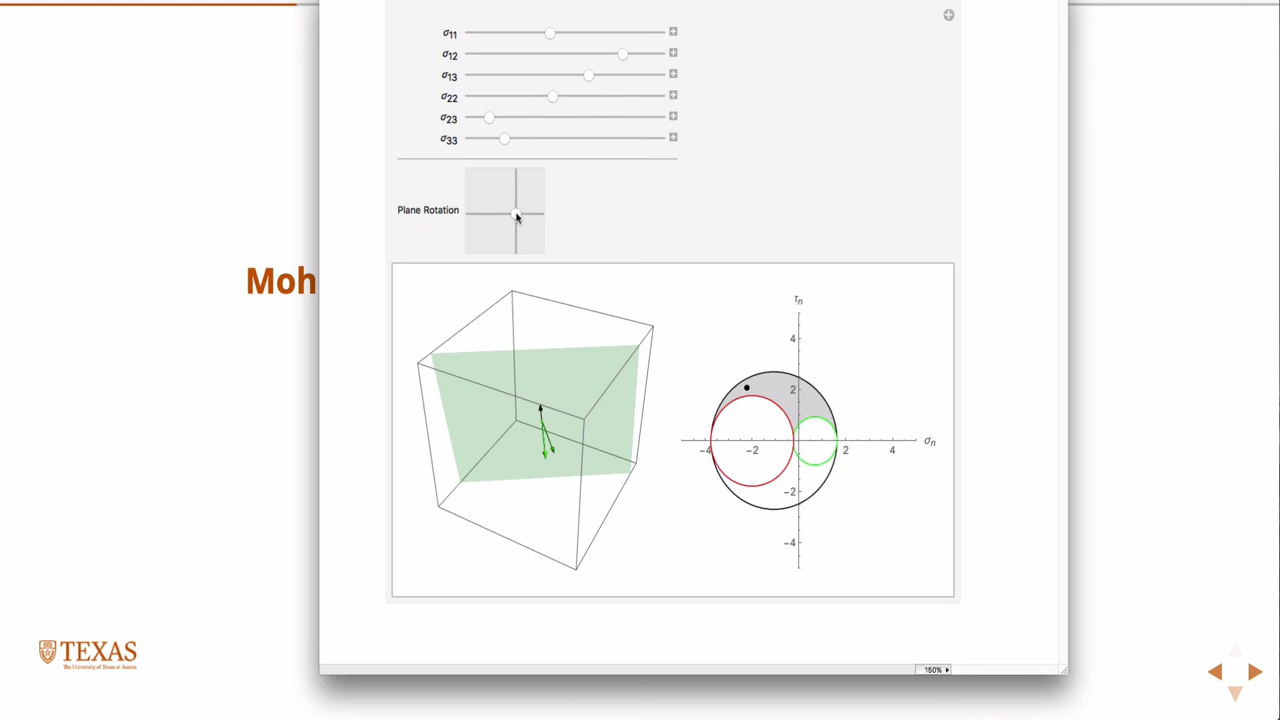 σ11
σ12
σ13
σ22
σ23
σ33
Plane Rotation
Moh
τn
4
2
-4
-2
2
4
σn
-2
-4
TEXAS
The University of Texas at Austin
150%